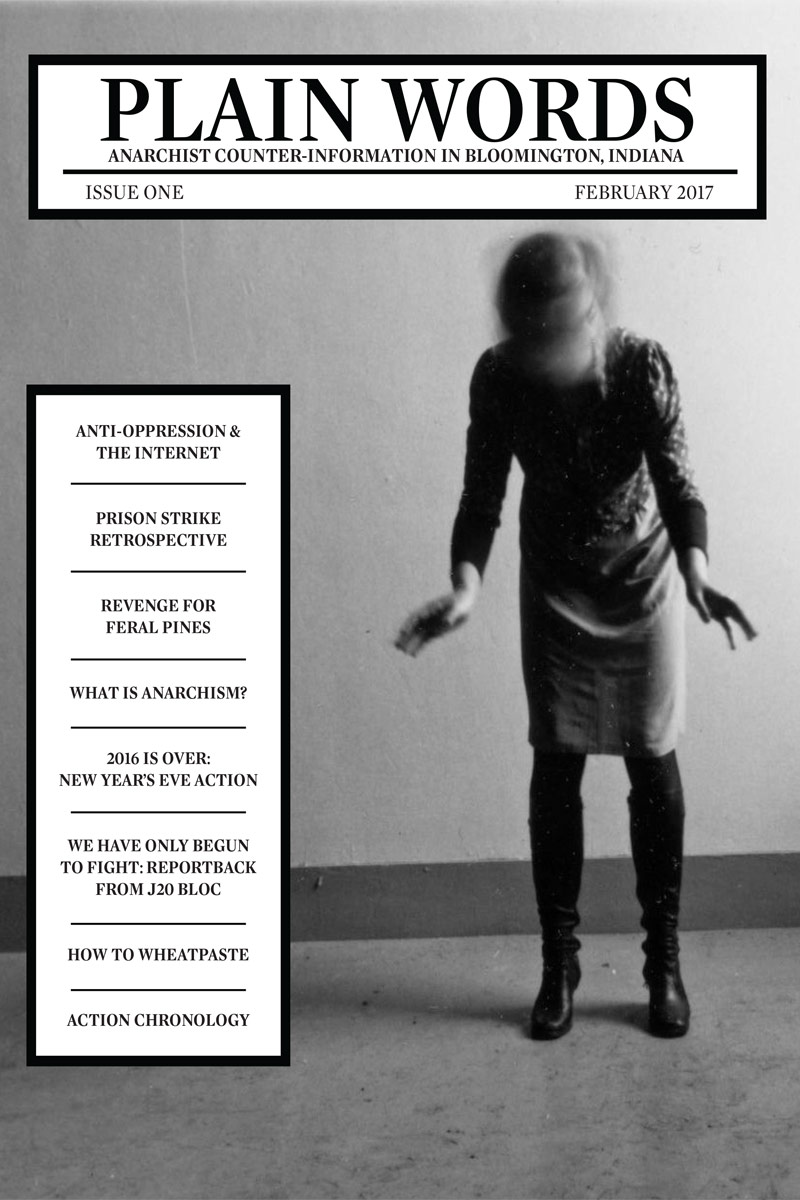 PLAIN WORDS
ANARCHIST COUNTER-INFORMATION IN BLOOMINGTON, INDIANA
ISSUE ONE FEBRUARY 2017
ANTI-OPPRESSION &
THE INTERNET
PRISON STRIKE
RETROSPECTIVE
REVENGE FOR
FERAL PINES
WHAT IS ANARCHISM?
2016 IS OVER:
NEW YEAR'S EVE ACTION
WE HAVE ONLY BEGUN
TO FIGHT: REPORTBACK
FROM J20 BLOC
HOW TO WHEATPASTE
ACTION CHRONOLOGY